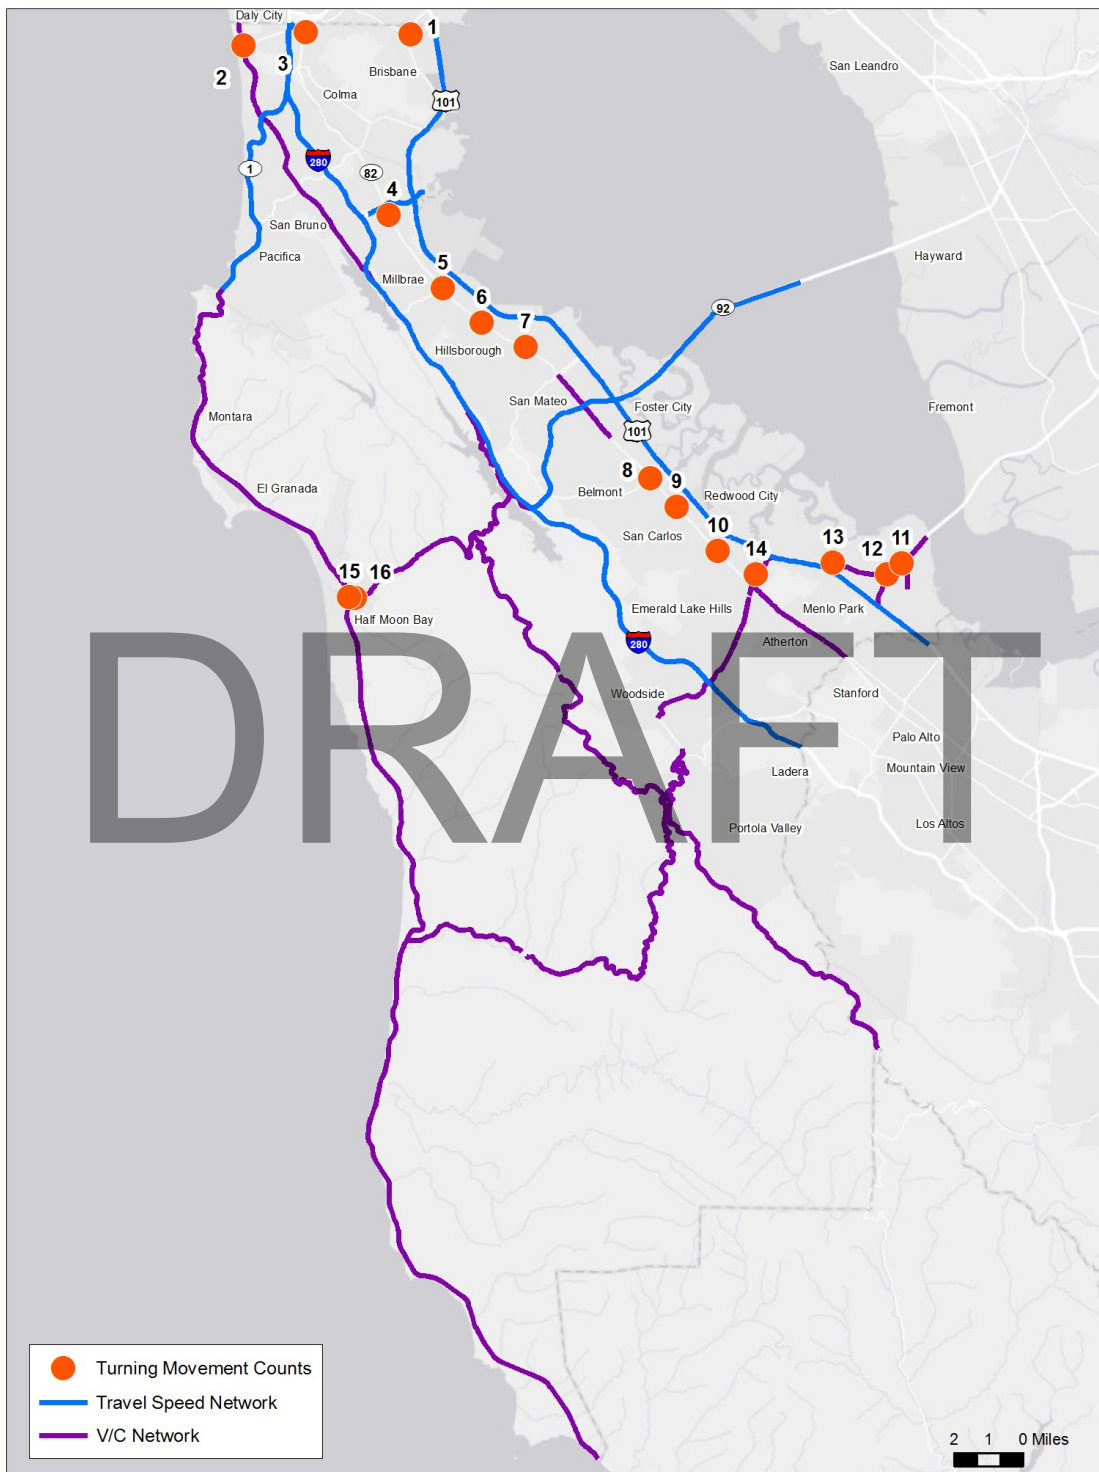 Daly City
1
2
3
Brisbane
San Leandro
Colma
101
280
1
82
4
San Bruno
Pacifica
Hayward
5
Millbrae
6
92
7
Hillsborough
San Mateo
Foster City
Fremont
Montara
101
8
9
El Granada
Belmont
Redwood City
San Carlos
10
13
11
14
12
15
16
Half Moon Bay
Emerald Lake Hills
Menlo Park
280
Atherton
Woodside
Stanford
DRAFT
Palo Alto
Ladera
Mountain View
Portola Valley
Los Altos
Turning Movement Counts
Travel Speed Network
V/C Network
2 1 0 Miles